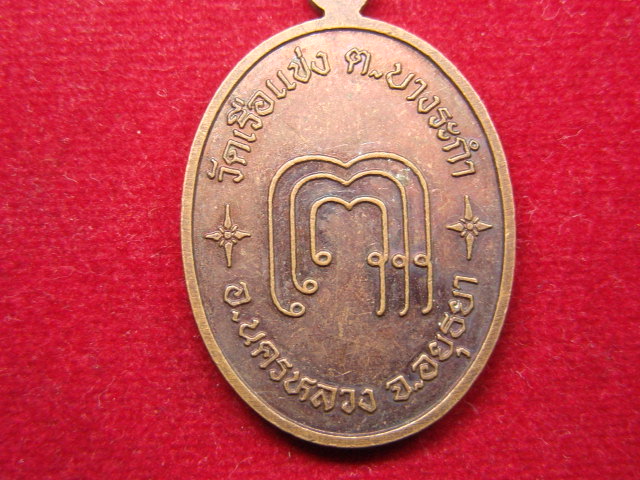 วัดเรือแข่ง ต.บางระกำ
อ.นครหลวง จ.อยุธยา